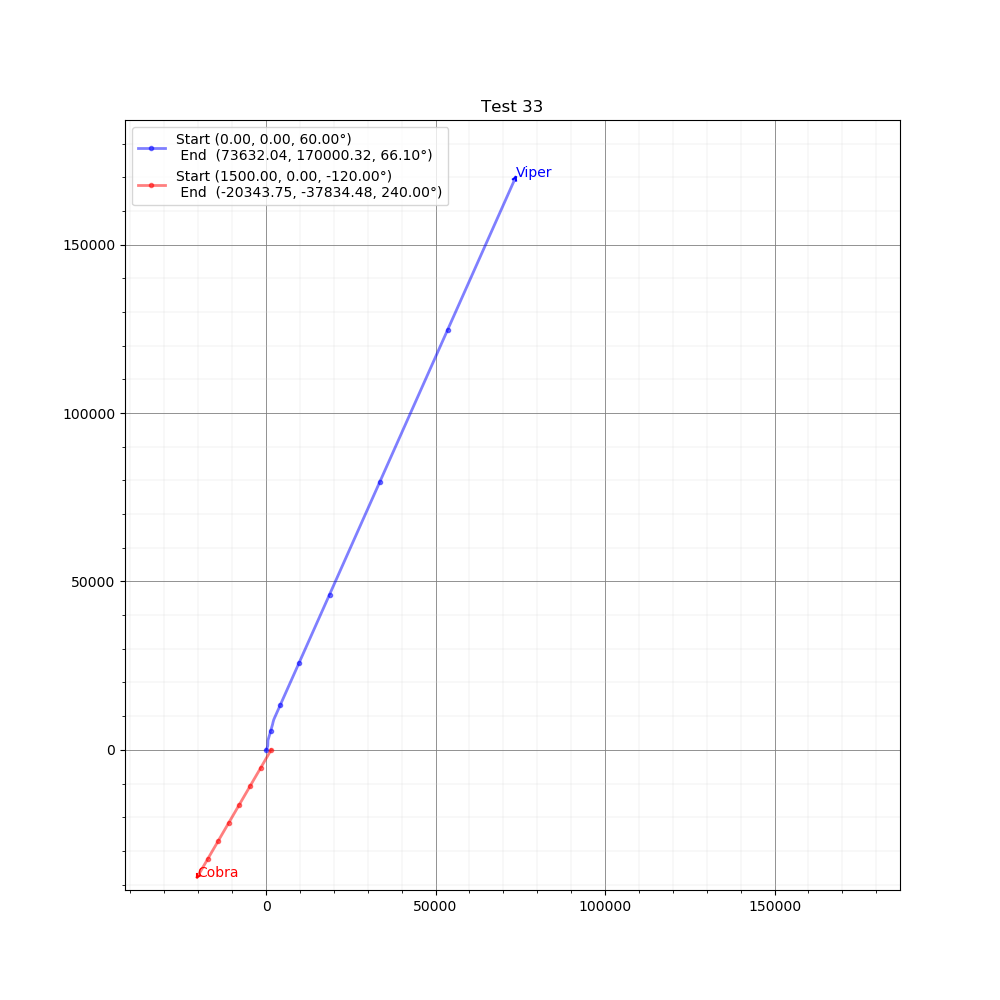 Test 33
Start (0.00, 0.00, 60.00°)
End  (73632.04, 170000.32, 66.10°)
Start (1500.00, 0.00, -120.00°)
End  (-20343.75, -37834.48, 240.00°)
Viper
150000
100000
50000
0
Cobra
0
50000
100000
150000